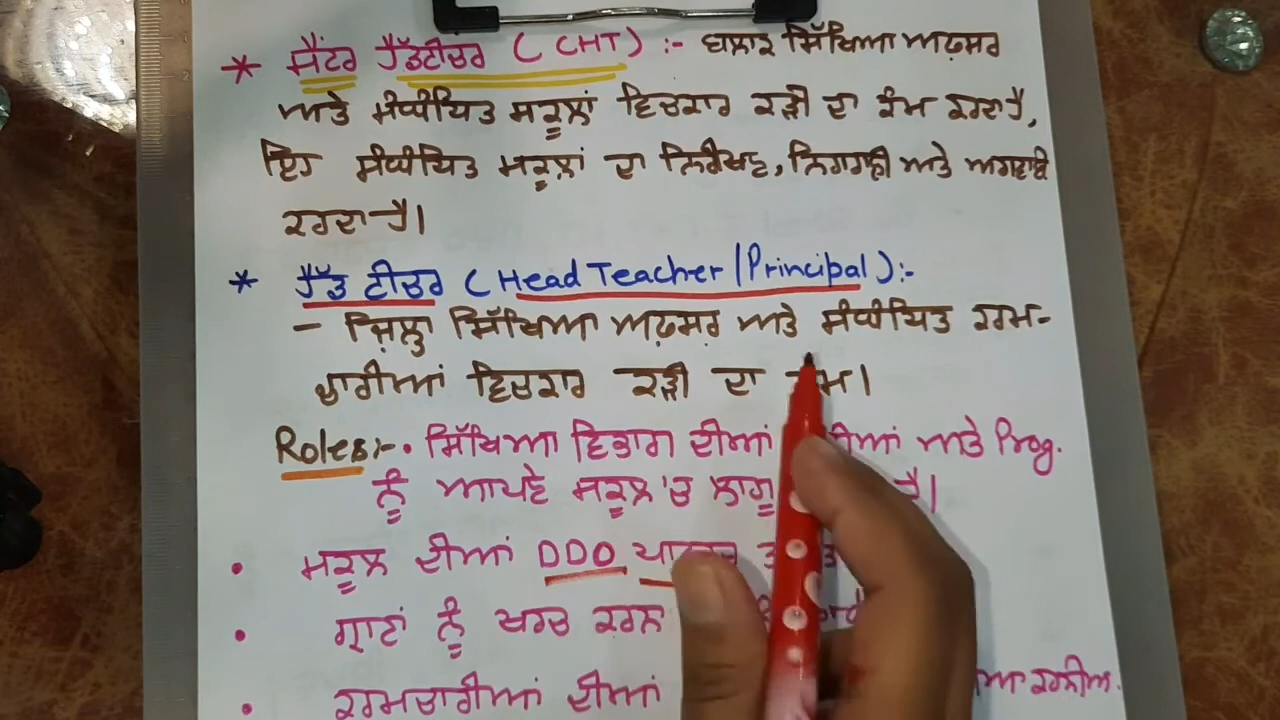 * ਸੈਂਟਰ ਹੈੱਡਟੀਚਰ ( CHT ) :- ਬਲਾਕ ਸਿੱਖਿਆ ਅਫ਼ਸਰ
ਅਤੇ ਸੰਬੰਧਿਤ ਸਕੂਲਾਂ ਵਿਚਕਾਰ ਕੜੀ ਦਾ ਕੰਮ ਕਰਦਾ ਹੈ,
ਇਹ ਸੰਬੰਧਿਤ ਸਕੂਲਾਂ ਦਾ ਨਿਰੀਖਣ, ਨਿਗਰਾਨੀ ਅਤੇ ਅਗਵਾਈ
ਕਰਦਾ ਹੈ।
* ਹੈੱਡ ਟੀਚਰ ( Head Teacher / Principal ) :-
- ਜ਼ਿਲ੍ਹਾ ਸਿੱਖਿਆ ਅਫ਼ਸਰ ਅਤੇ ਸੰਬੰਧਿਤ ਕਰਮ-
ਚਾਰੀਆਂ ਵਿਚਕਾਰ ਕੜੀ ਦਾ
Roles:- • ਸਿੱਖਿਆ ਵਿਭਾਗ ਦੀਆਂ ਅਤੇ Prog.
ਨੂੰ ਆਪਣੇ ਸਕੂਲ 'ਚ ਲਾਗੂ ਹੈ।
• ਸਕੂਲ ਦੀਆਂ DDO
• ਗ੍ਰਾਂਟਾਂ ਨੂੰ ਖਰਚ ਕਰਨਾ
• ਕਰਮਚਾਰੀਆਂ ਦੀਆਂ